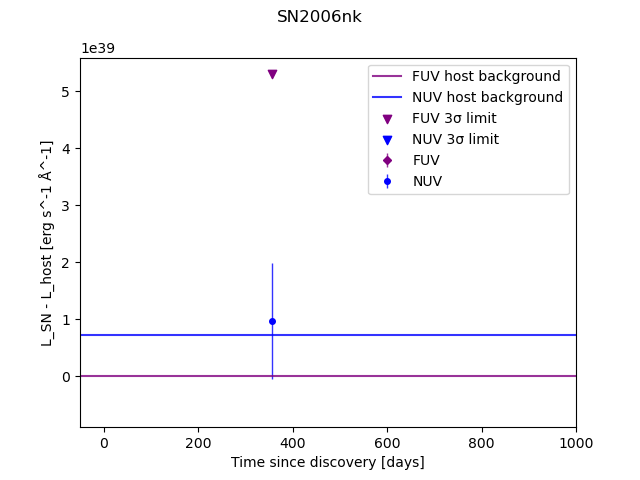 SN2006nk
1e39
L_SN - L_host [erg s^-1 Å^-1]
5
4
3
2
1
0
FUV host background
NUV host background
FUV 3σ limit
NUV 3σ limit
FUV
NUV
0 200 400 600 800 1000
Time since discovery [days]